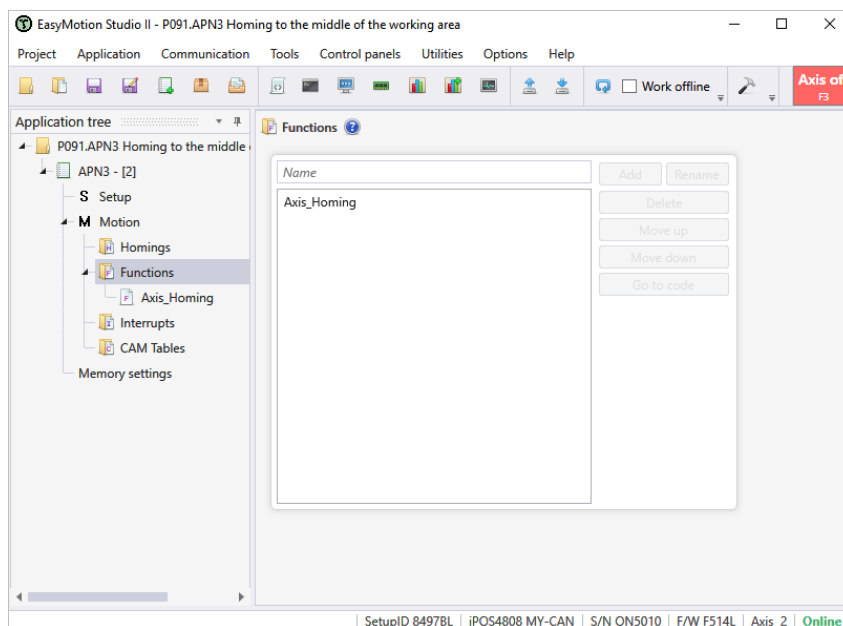 EasyMotion Studio II - P091.APN3 Homing to the middle of the working area
Project Application Communication Tools Control panels Utilities Options Help
Work offline
Axis of
F3
Application tree
P091.APN3 Homing to the middle
APN3 - [2]
S Setup
M Motion
H Homings
F Functions
F Axis_Homing
I Interrupts
C CAM Tables
Memory settings
F Functions ?
Name
Axis_Homing
Add Rename
Delete
Move up
Move down
Go to code
SetupID 8497BL iPOS4808 MY-CAN S/N ON5010 F/W F514L Axis 2 Online